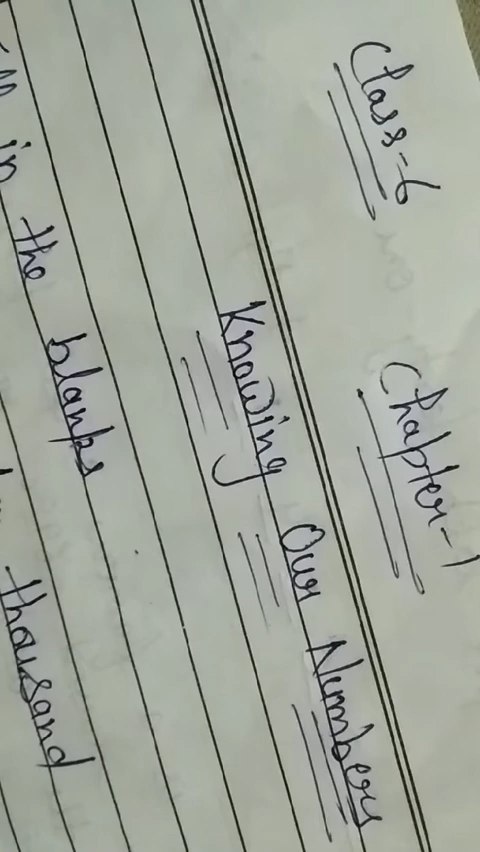 Class-6 Chapter-1
Knowing Our Numbers
in the blanks
thousand